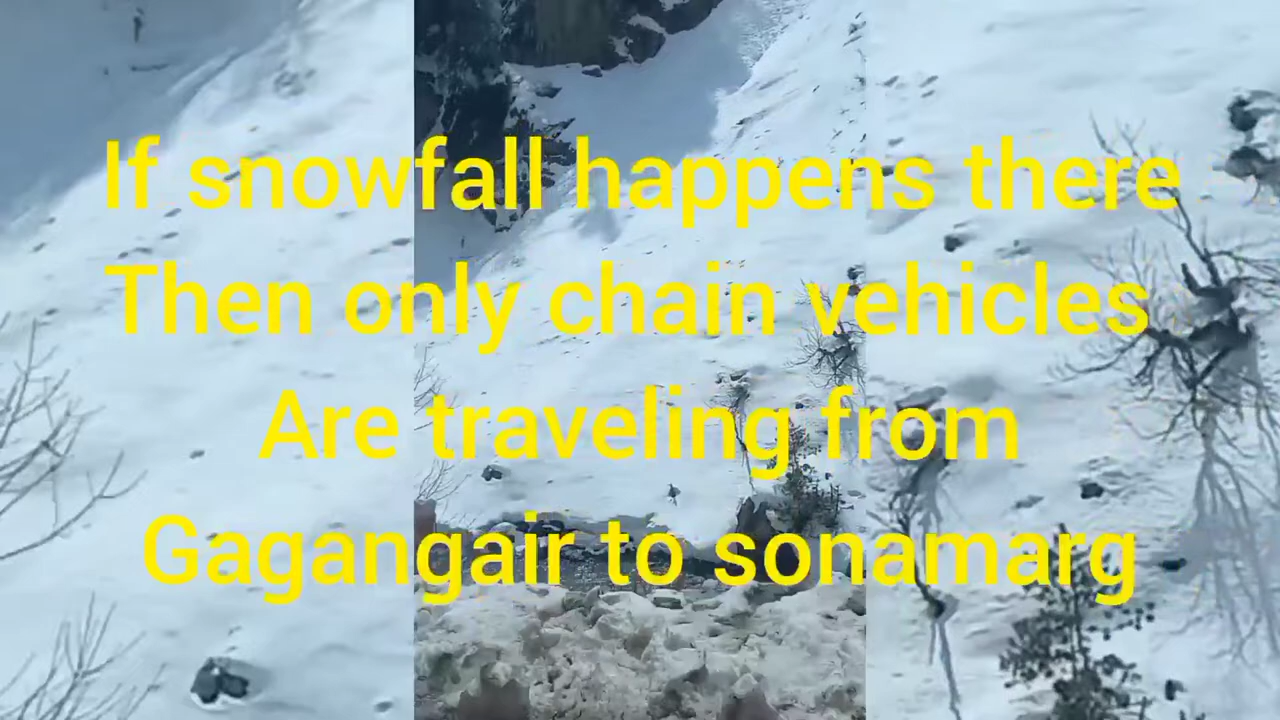 If snowfall happens there
Then only chain vehicles
Are traveling from
Gagangair to sonamarg